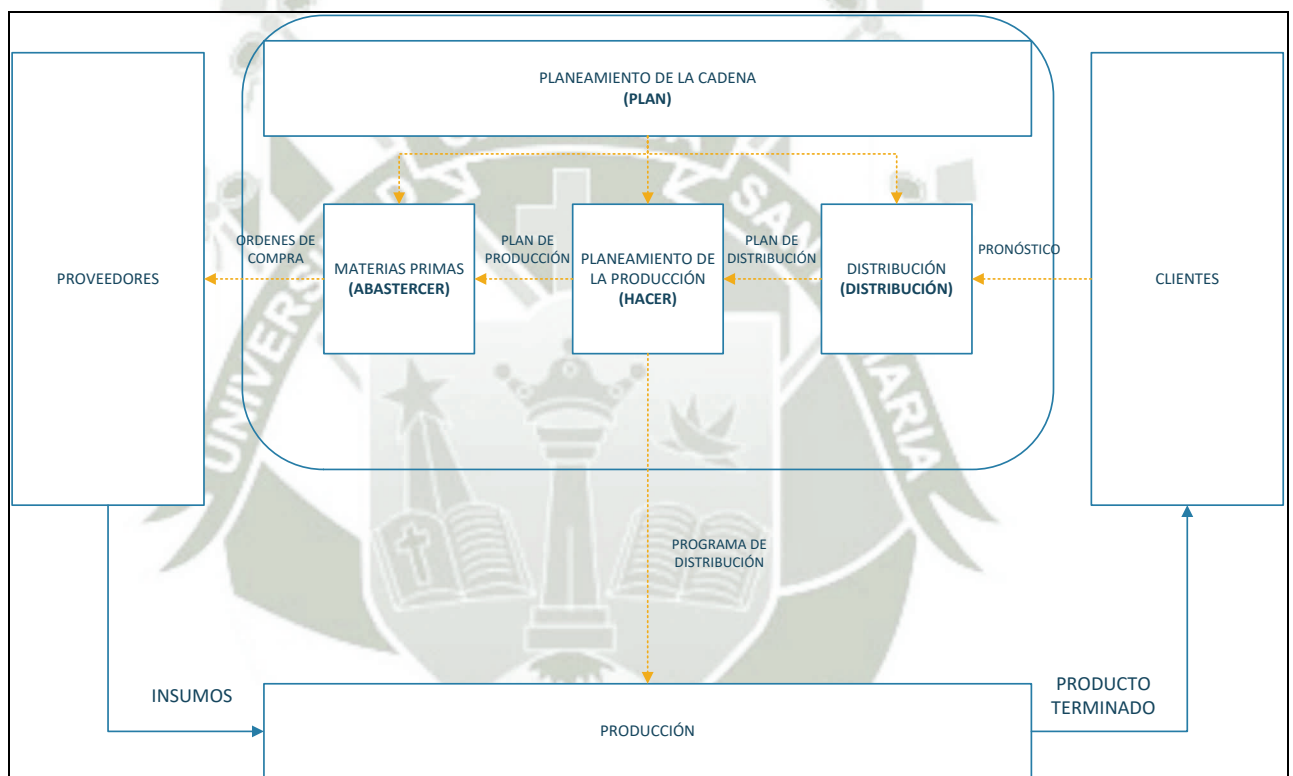 PLANEAMIENTO DE LA CADENA
(PLAN)
PROVEEDORES
ORDENES DE
COMPRA
MATERIAS PRIMAS
(ABASTERCER)
PLAN DE
PRODUCCIÓN
PLANEAMIENTO DE
LA PRODUCCIÓN
(HACER)
PLAN DE
DISTRIBUCIÓN
DISTRIBUCIÓN
(DISTRIBUCIÓN)
PRONÓSTICO
CLIENTES
PROGRAMA DE
DISTRIBUCIÓN
INSUMOS
PRODUCCIÓN
PRODUCTO
TERMINADO